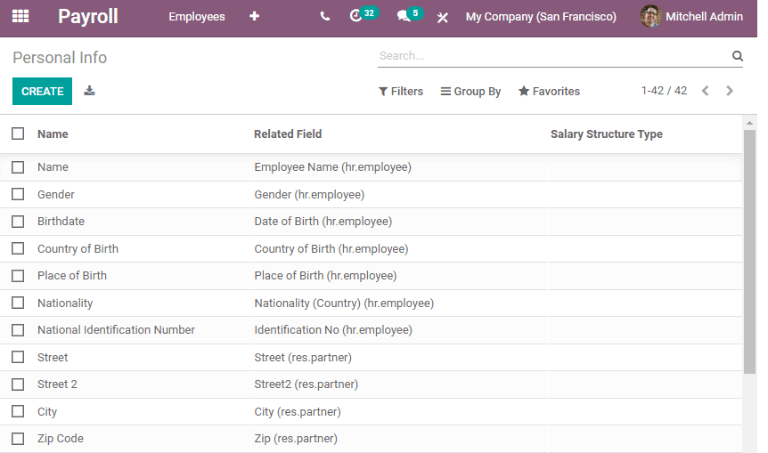 Payroll Employees + 32 5 My Company (San Francisco) Mitchell Admin
Personal Info Search...
CREATE Filters Group By Favorites 1-42 / 42
Name Related Field Salary Structure Type
Name Employee Name (hr.employee)
Gender Gender (hr.employee)
Birthdate Date of Birth (hr.employee)
Country of Birth Country of Birth (hr.employee)
Place of Birth Place of Birth (hr.employee)
Nationality Nationality (Country) (hr.employee)
National Identification Number Identification No (hr.employee)
Street Street (res.partner)
Street 2 Street2 (res.partner)
City City (res.partner)
Zip Code Zip (res.partner)